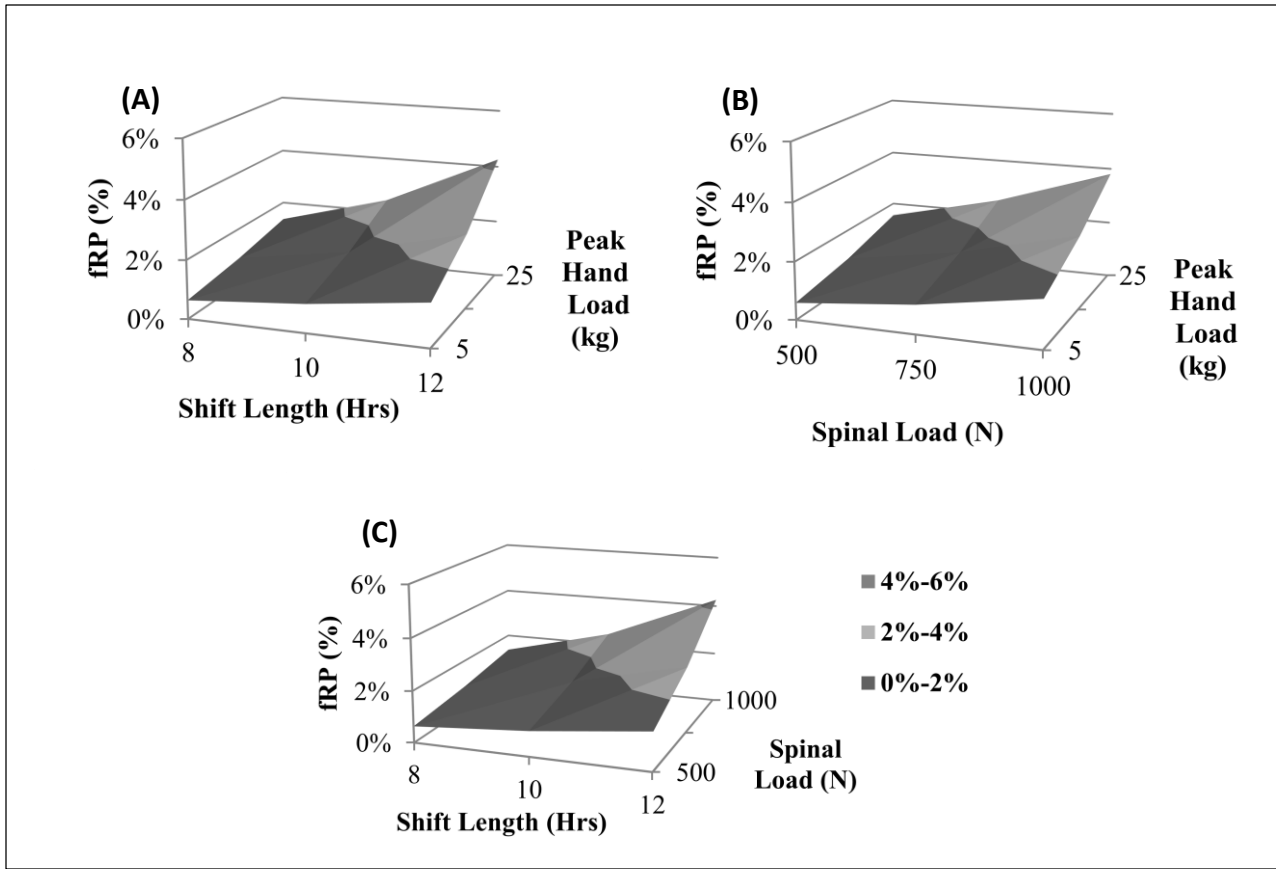 (A)
6%
4%
2%
0%
fRP (%)
8
10
12
Shift Length (Hrs)
5
25
Peak
Hand
Load
(kg)
(B)
6%
4%
2%
0%
fRP (%)
500
750
1000
Spinal Load (N)
5
25
Peak
Hand
Load
(kg)
(C)
6%
4%
2%
0%
fRP (%)
8
10
12
Shift Length (Hrs)
500
1000
Spinal
Load (N)
4%-6%
2%-4%
0%-2%